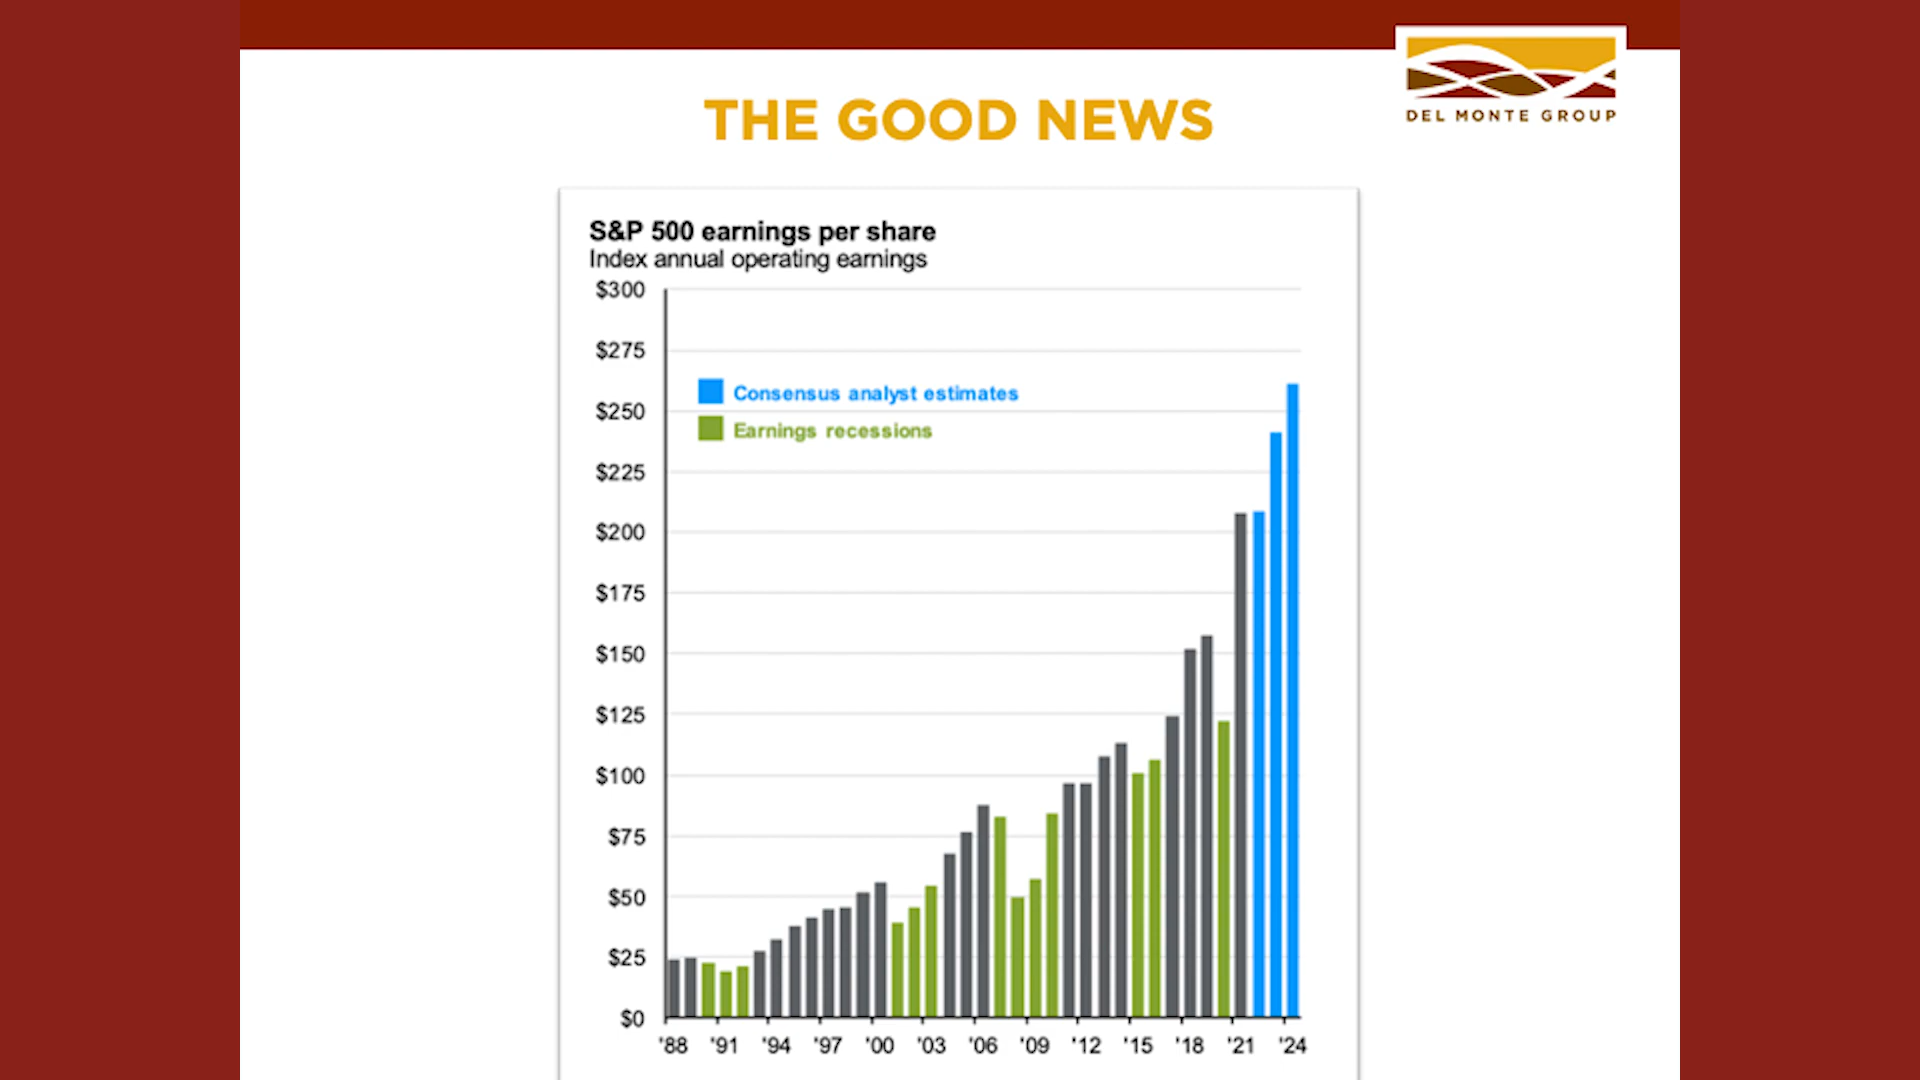 DEL MONTE GROUP
THE GOOD NEWS
S&P 500 earnings per share
Index annual operating earnings
$300
$275
Consensus analyst estimates
$250
Earnings recessions
$225
$200
$175
$150
$125
$100
$75
$50
$25
$0
'88 '91 '94 '97 '00 '03 '06 '09 '12 '15 '18 '21 '24